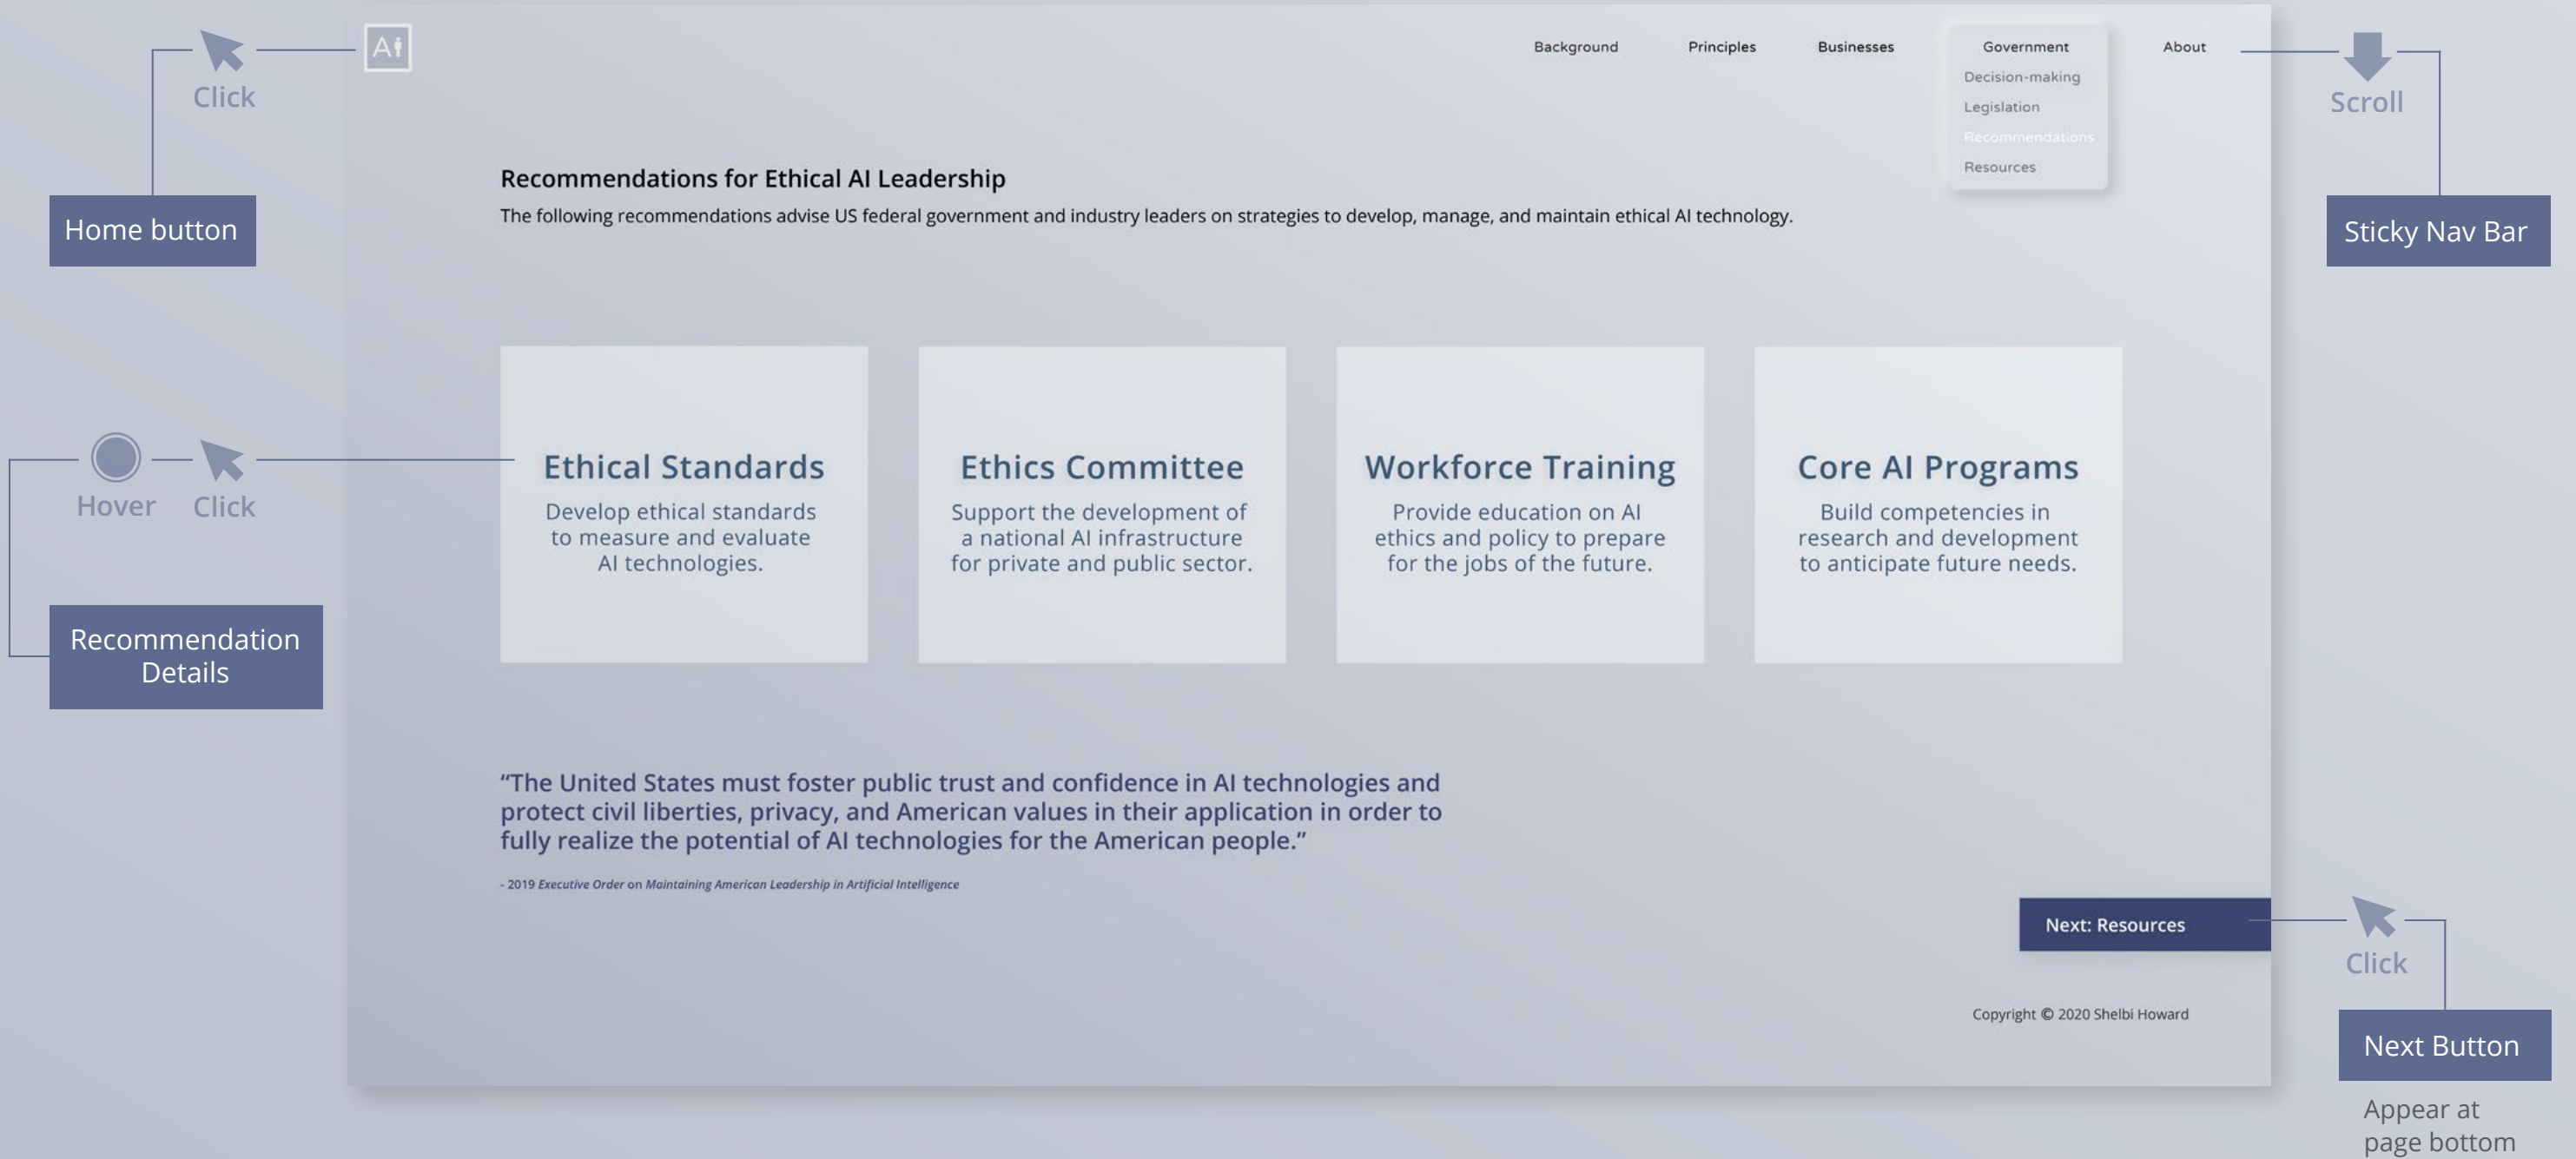 Ai
Background
Principles
Businesses
Government
About
Decision-making
Legislation
Recommendations
Resources
Click
Home button
Scroll
Sticky Nav Bar
Recommendations for Ethical AI Leadership
The following recommendations advise US federal government and industry leaders on strategies to develop, manage, and maintain ethical AI technology.
Hover
Click
Recommendation
Details
Ethical Standards
Develop ethical standards
to measure and evaluate
AI technologies.
Ethics Committee
Support the development of
a national AI infrastructure
for private and public sector.
Workforce Training
Provide education on AI
ethics and policy to prepare
for the jobs of the future.
Core AI Programs
Build competencies in
research and development
to anticipate future needs.
“The United States must foster public trust and confidence in AI technologies and
protect civil liberties, privacy, and American values in their application in order to
fully realize the potential of AI technologies for the American people.”
- 2019 Executive Order on Maintaining American Leadership in Artificial Intelligence
Next: Resources
Click
Next Button
Appear at
page bottom
Copyright © 2020 Shelbi Howard